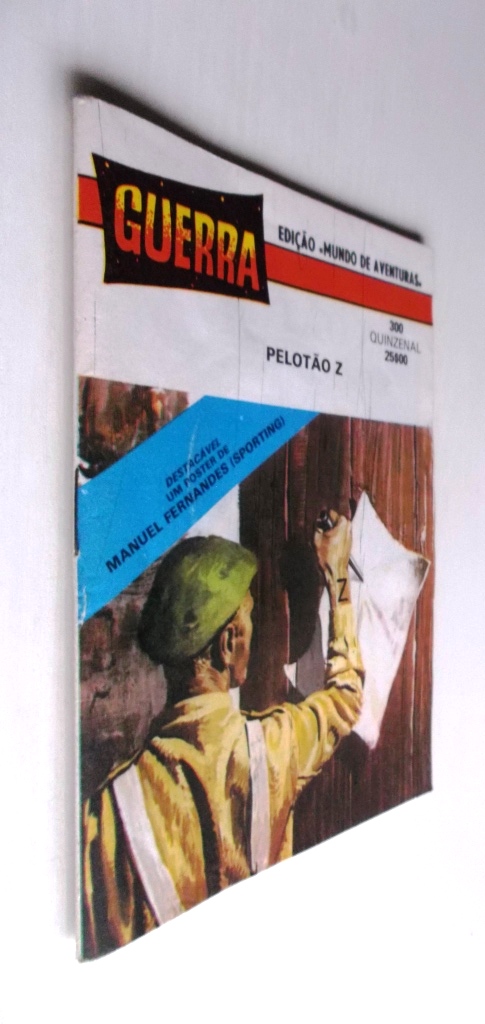 GUERRA
EDIÇÃO «MUNDO DE AVENTURAS»
300
QUINZENAL
25$00
PELOTÃO Z
DESTACÁVEL
UM POSTER DE
MANUEL FERNANDES (SPORTING)
Z